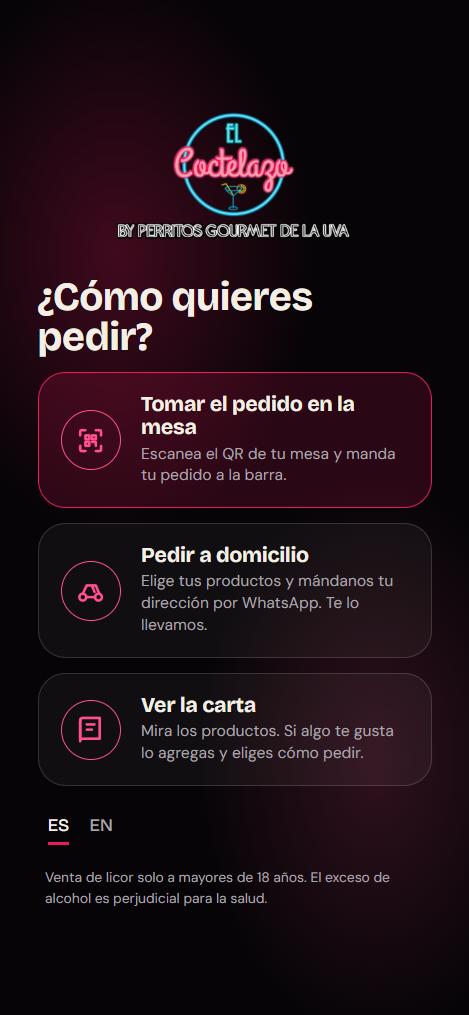 EL
Coctelazo
BY PERRITOS GOURMET DE LA UVA
¿Cómo quieres
pedir?
Tomar el pedido en la
mesa
Escanea el QR de tu mesa y manda
tu pedido a la barra.
Pedir a domicilio
Elige tus productos y mándanos tu
dirección por WhatsApp. Te lo
llevamos.
Ver la carta
Mira los productos. Si algo te gusta
lo agregas y eliges cómo pedir.
ES EN
Venta de licor solo a mayores de 18 años. El exceso de
alcohol es perjudicial para la salud.